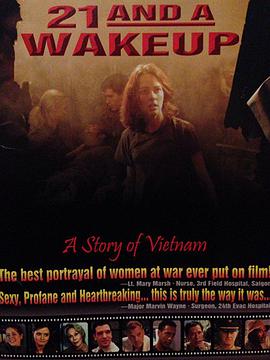 21 AND A
WAKEUP
A Story of Vietnam
The best portrayal of women at war ever put on film!
—Lt. Mary Marsh - Nurse, 3rd Field Hospital, Saigon
Sexy, Profane and Heartbreaking... this is truly the way it was...
—Major Marvin Wayne - Surgeon, 24th Evac Hospital